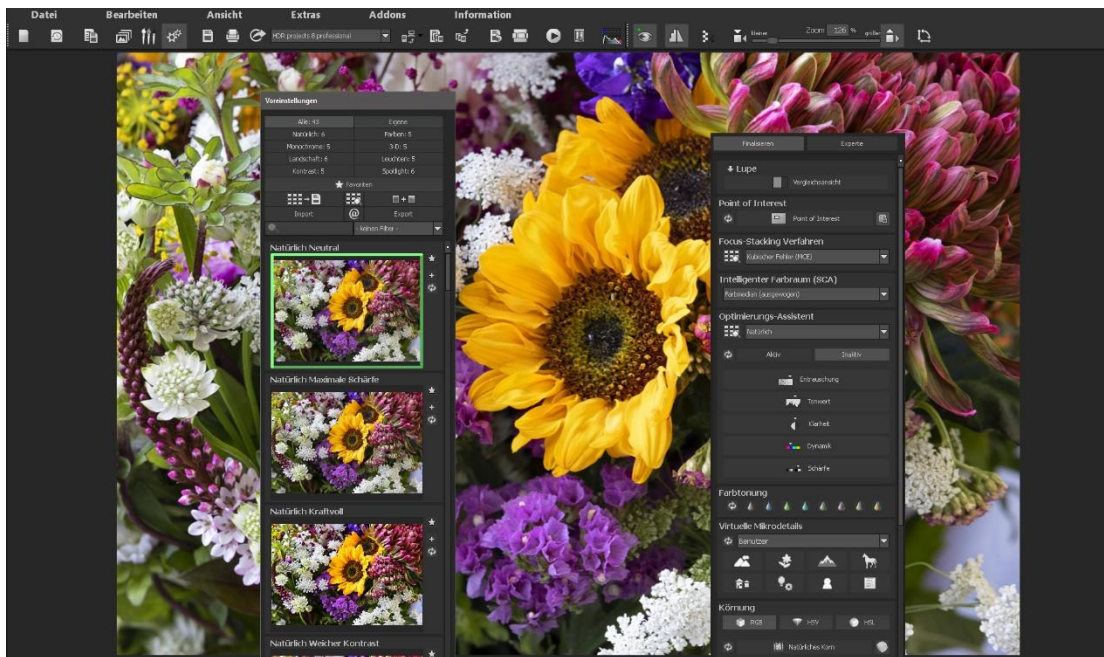 Datei Bearbeiten Ansicht Extras Addons Information
HDR projects 8 professional
kleiner Zoom 126 % größer
Voreinstellungen
Alle: 43 Eigene
Natürlich: 6 Farben: 5
Monochrome: 5 3-D: 5
Landschaft: 6 Leuchten: 5
Kontrast: 5 Spotlight: 6
Favoriten
Import @ Export
- keinen Filter -
Natürlich Neutral
Natürlich Maximale Schärfe
Natürlich Kraftvoll
Natürlich Weicher Kontrast
Finalisieren Experte
Lupe
Vergleichsansicht
Point of Interest
Point of Interest
Focus-Stacking Verfahren
Kubischer Fehler (MCE)
Intelligenter Farbraum (SCA)
Farbmedian (ausgewogen)
Optimierungs-Assistent
Natürlich
Aktiv Inaktiv
Entrauschung
Tonwert
Klarheit
Dynamik
Schärfe
Farbtonung
Virtuelle Mikrodetails
Benutzer
Körnung
RGB HSV HSL
Natürliches Korn